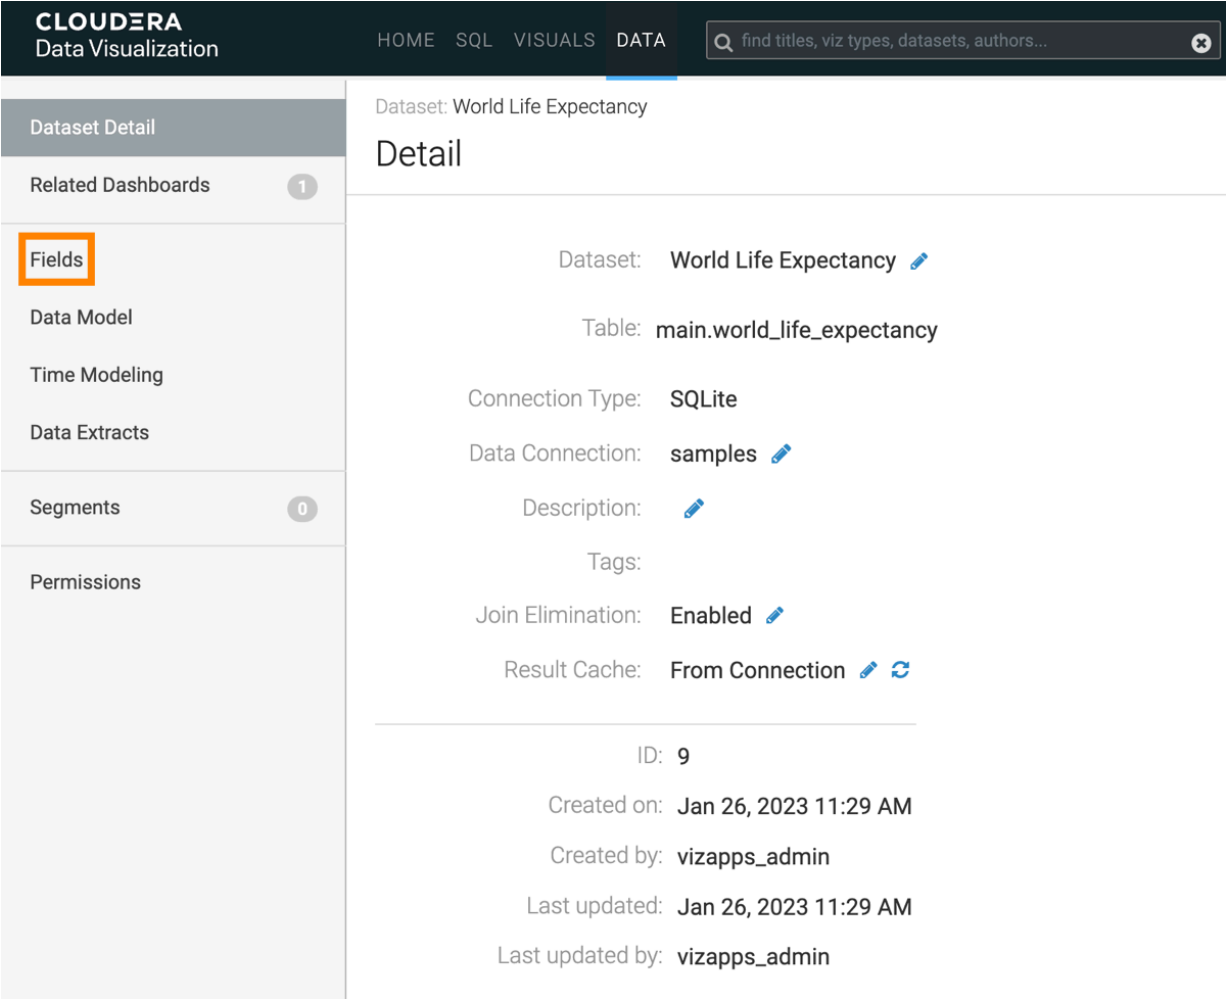 CLOUDERA
Data Visualization
HOME SQL VISUALS DATA
find titles, viz types, datasets, authors...
Dataset Detail
Related Dashboards 1
Fields
Data Model
Time Modeling
Data Extracts
Segments 0
Permissions
Dataset: World Life Expectancy
Detail
Dataset: World Life Expectancy
Table: main.world_life_expectancy
Connection Type: SQLite
Data Connection: samples
Description:
Tags:
Join Elimination: Enabled
Result Cache: From Connection
ID: 9
Created on: Jan 26, 2023 11:29 AM
Created by: vizapps_admin
Last updated: Jan 26, 2023 11:29 AM
Last updated by: vizapps_admin